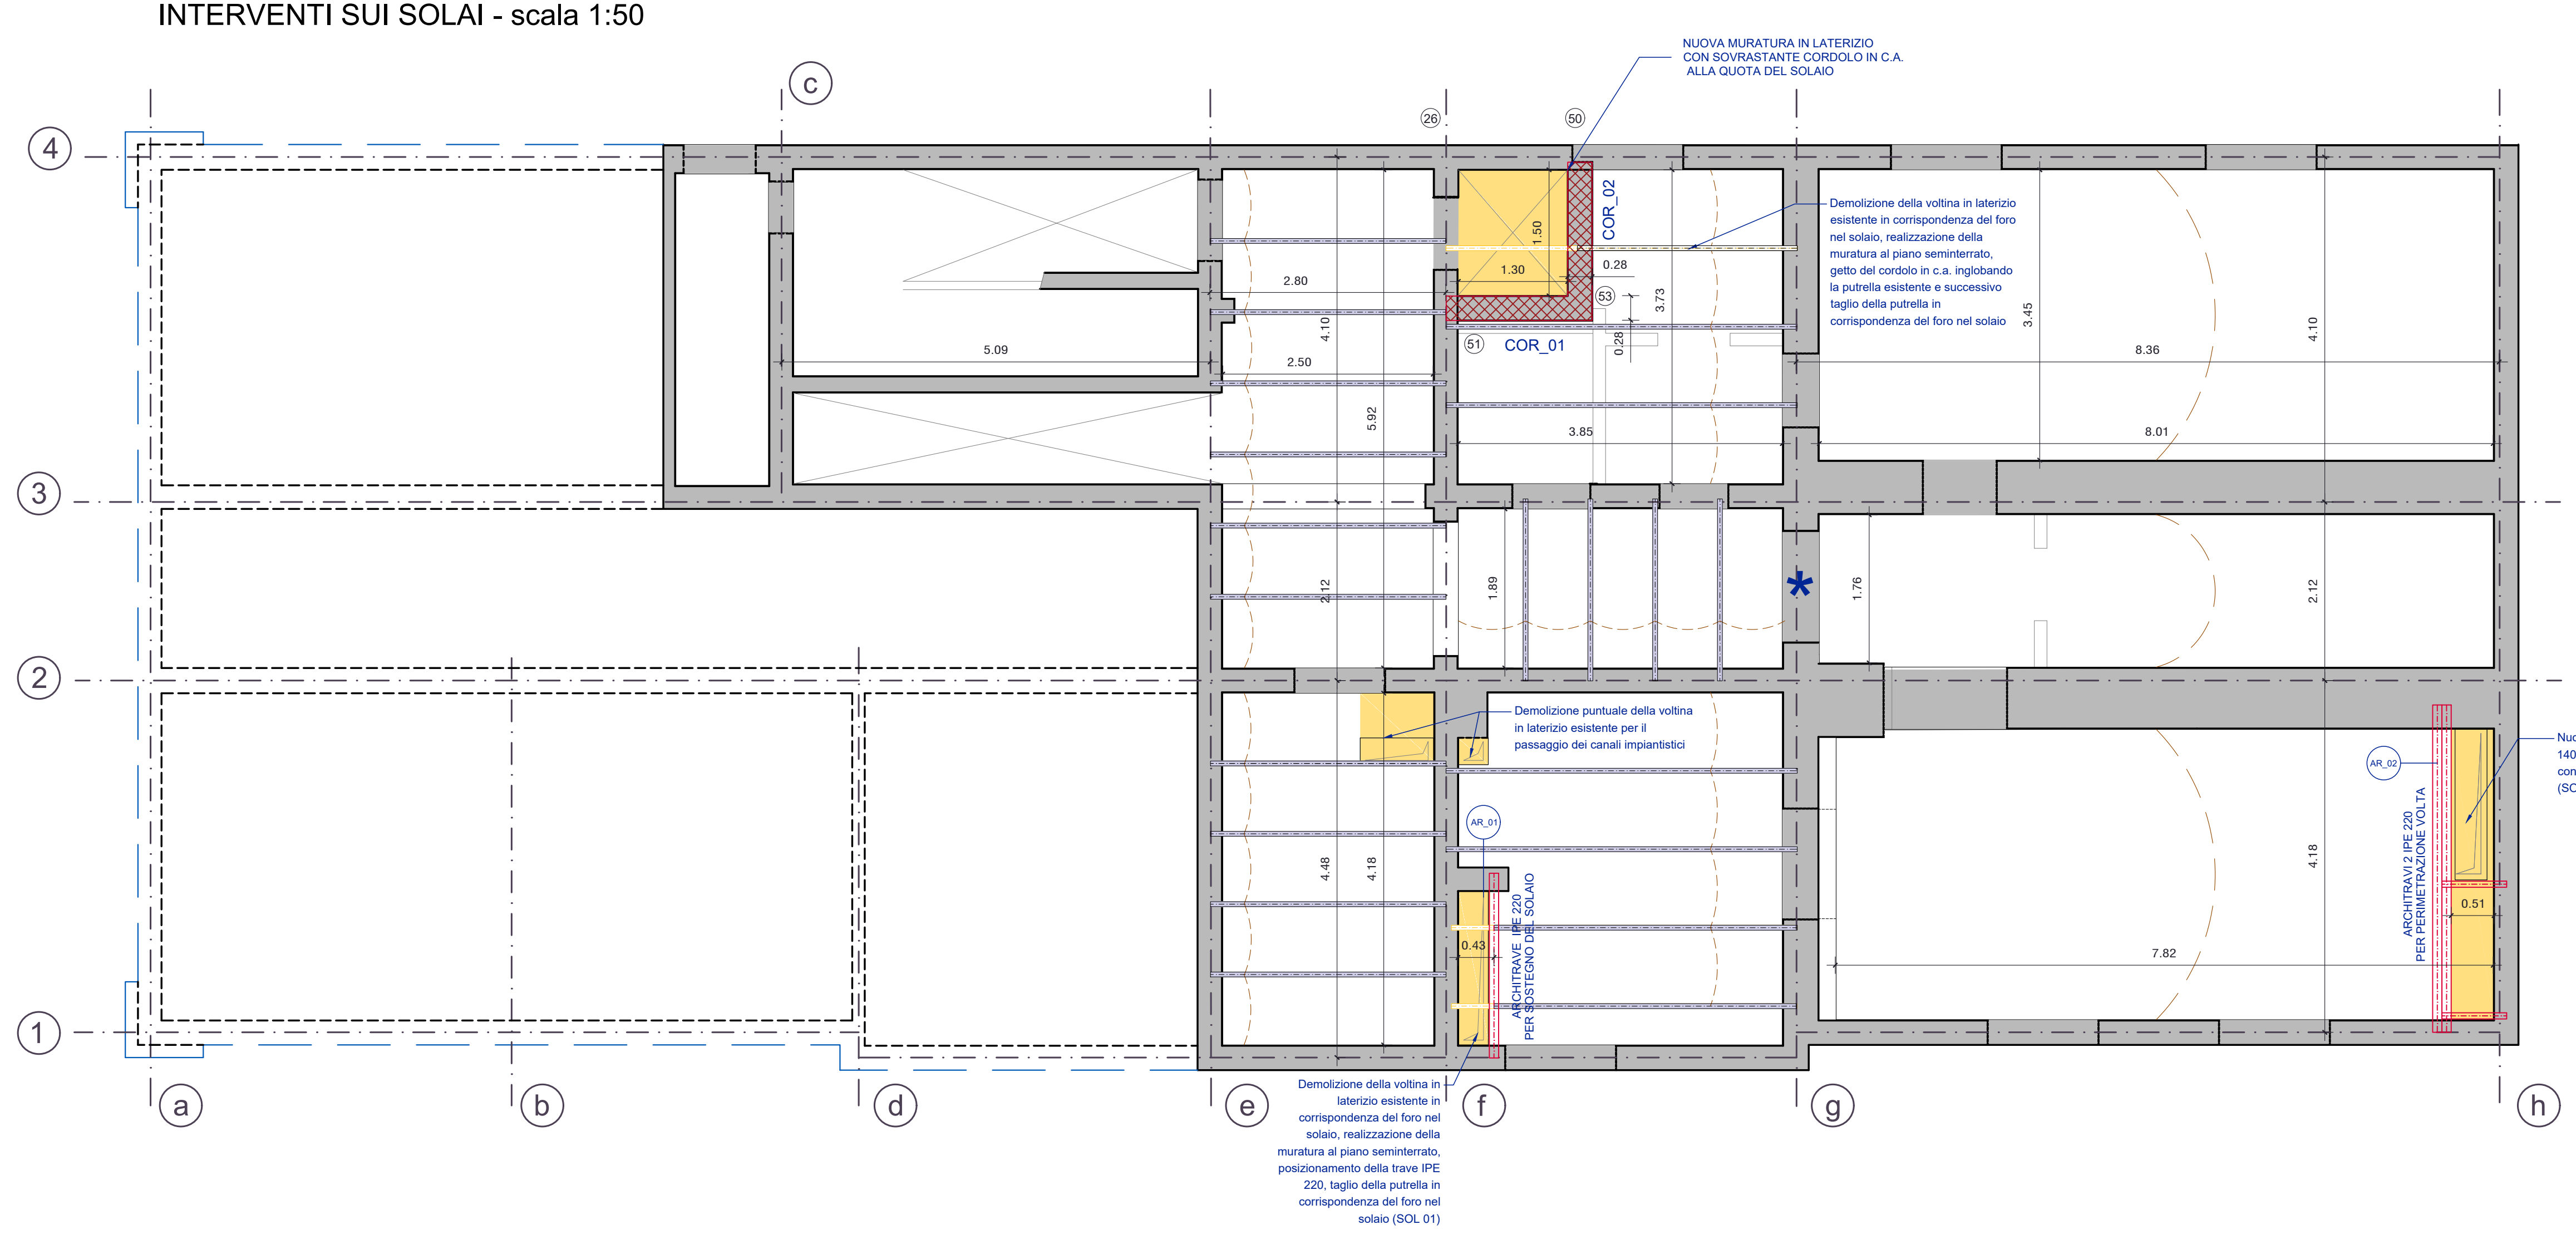 INTERVENTI SUI SOLAI - scala 1:50
NUOVA MURATURA IN LATERIZIO
CON SOVRASTANTE CORDOLO IN C.A.
ALLA QUOTA DEL SOLAIO
c
26
50
4
COR_02
Demolizione della voltina in laterizio
esistente in corrispondenza del foro
nel solaio, realizzazione della
muratura al piano seminterrato,
getto del cordolo in c.a. inglobando
la putrella esistente e successivo
taglio della putrella in
corrispondenza del foro nel solaio
1.50
1.30
0.28
53
2.80
4.10
3.73
0.28
3.45
4.10
51
COR_01
5.09
2.50
8.36
5.92
3.85
8.01
3
2.12
1.89
*
1.76
2.12
2
Demolizione puntuale della voltina
in laterizio esistente per il
passaggio dei canali impiantistici
Nuo
140
con
(SO
AR_02
AR_01
ARCHITRAVI 2 IPE 220
PER PERIMETRAZIONE VOLTA
4.48
4.18
4.18
ARCHITRAVE IPE 220
PER SOSTEGNO DEL SOLAIO
0.43
0.51
7.82
1
Demolizione della voltina in
laterizio esistente in
corrispondenza del foro nel
solaio, realizzazione della
muratura al piano seminterrato,
posizionamento della trave IPE
220, taglio della putrella in
corrispondenza del foro nel
solaio (SOL 01)
a
b
d
e
f
g
h